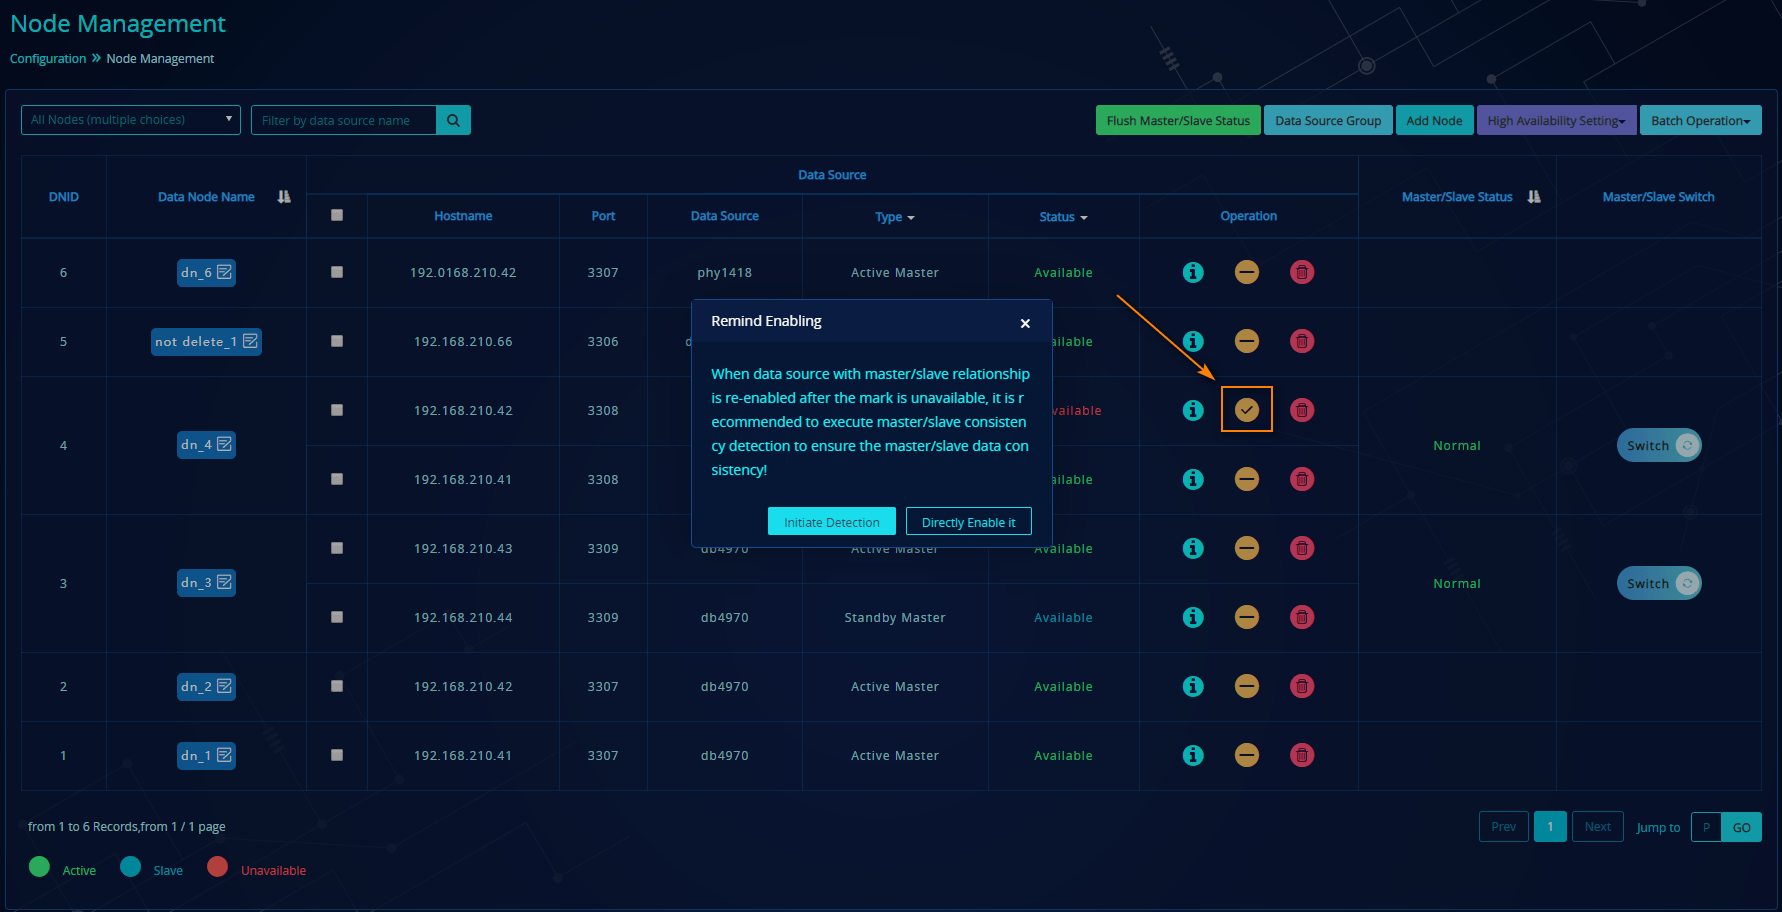 Node Management
Configuration » Node Management
All Nodes (multiple choices)
Filter by data source name
Flush Master/Slave Status
Data Source Group
Add Node
High Availability Setting
Batch Operation
DNID
Data Node Name
Data Source
Master/Slave Status
Master/Slave Switch
Hostname
Port
Data Source
Type
Status
Operation
6
dn_6
192.0168.210.42
3307
phy1418
Active Master
Available
5
not delete_1
192.168.210.66
3306
d
ailable
4
dn_4
192.168.210.42
3308
vailable
192.168.210.41
3308
ailable
Normal
Switch
3
dn_3
192.168.210.43
3309
db4970
Active Master
Available
192.168.210.44
3309
db4970
Standby Master
Available
Normal
Switch
2
dn_2
192.168.210.42
3307
db4970
Active Master
Available
1
dn_1
192.168.210.41
3307
db4970
Active Master
Available
Remind Enabling
×
When data source with master/slave relationship
is re-enabled after the mark is unavailable, it is r
ecommended to execute master/slave consisten
cy detection to ensure the master/slave data con
sistency!
Initiate Detection
Directly Enable it
from 1 to 6 Records,from 1 / 1 page
Prev
1
Next
Jump to
P
GO
Active
Slave
Unavailable